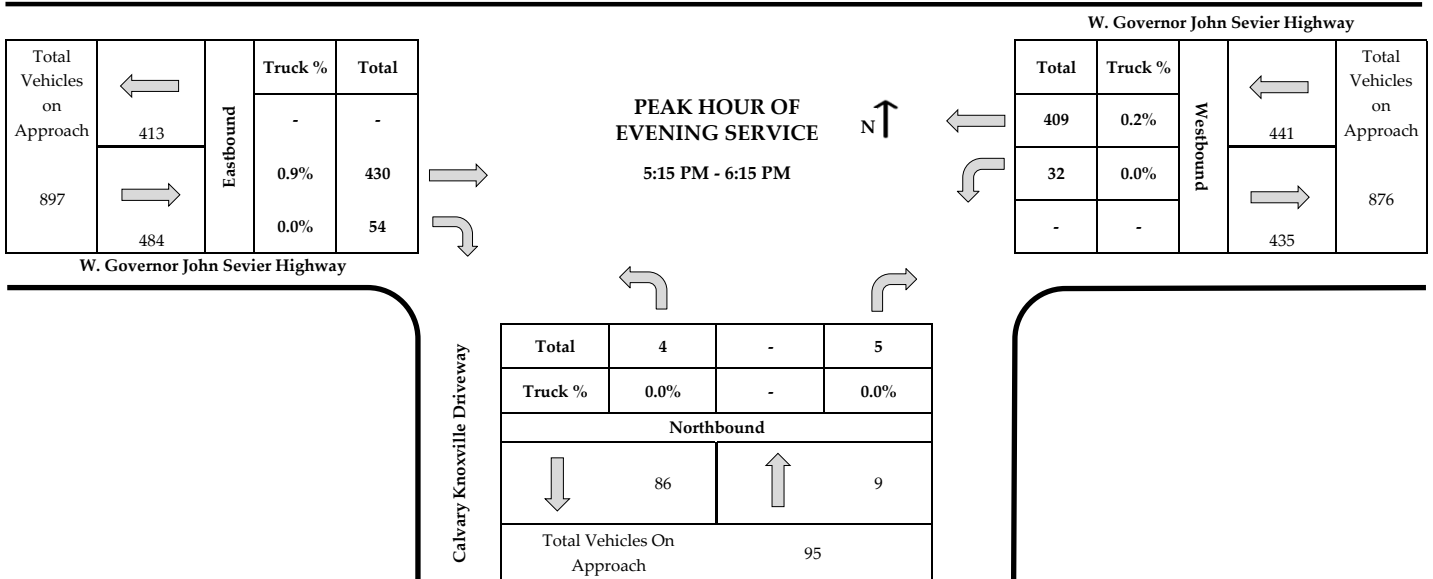 W. Governor John Sevier Highway
Total
Vehicles
on
Approach
897
413
484
Eastbound
Truck % Total
- -
0.9% 430
0.0% 54
W. Governor John Sevier Highway
PEAK HOUR OF
EVENING SERVICE
N
5:15 PM - 6:15 PM
Total Truck %
409 0.2%
32 0.0%
- -
Westbound
441
435
Total
Vehicles
on
Approach
876
Calvary Knoxville Driveway
Total 4 - 5
Truck % 0.0% - 0.0%
Northbound
86 9
Total Vehicles On
Approach
95